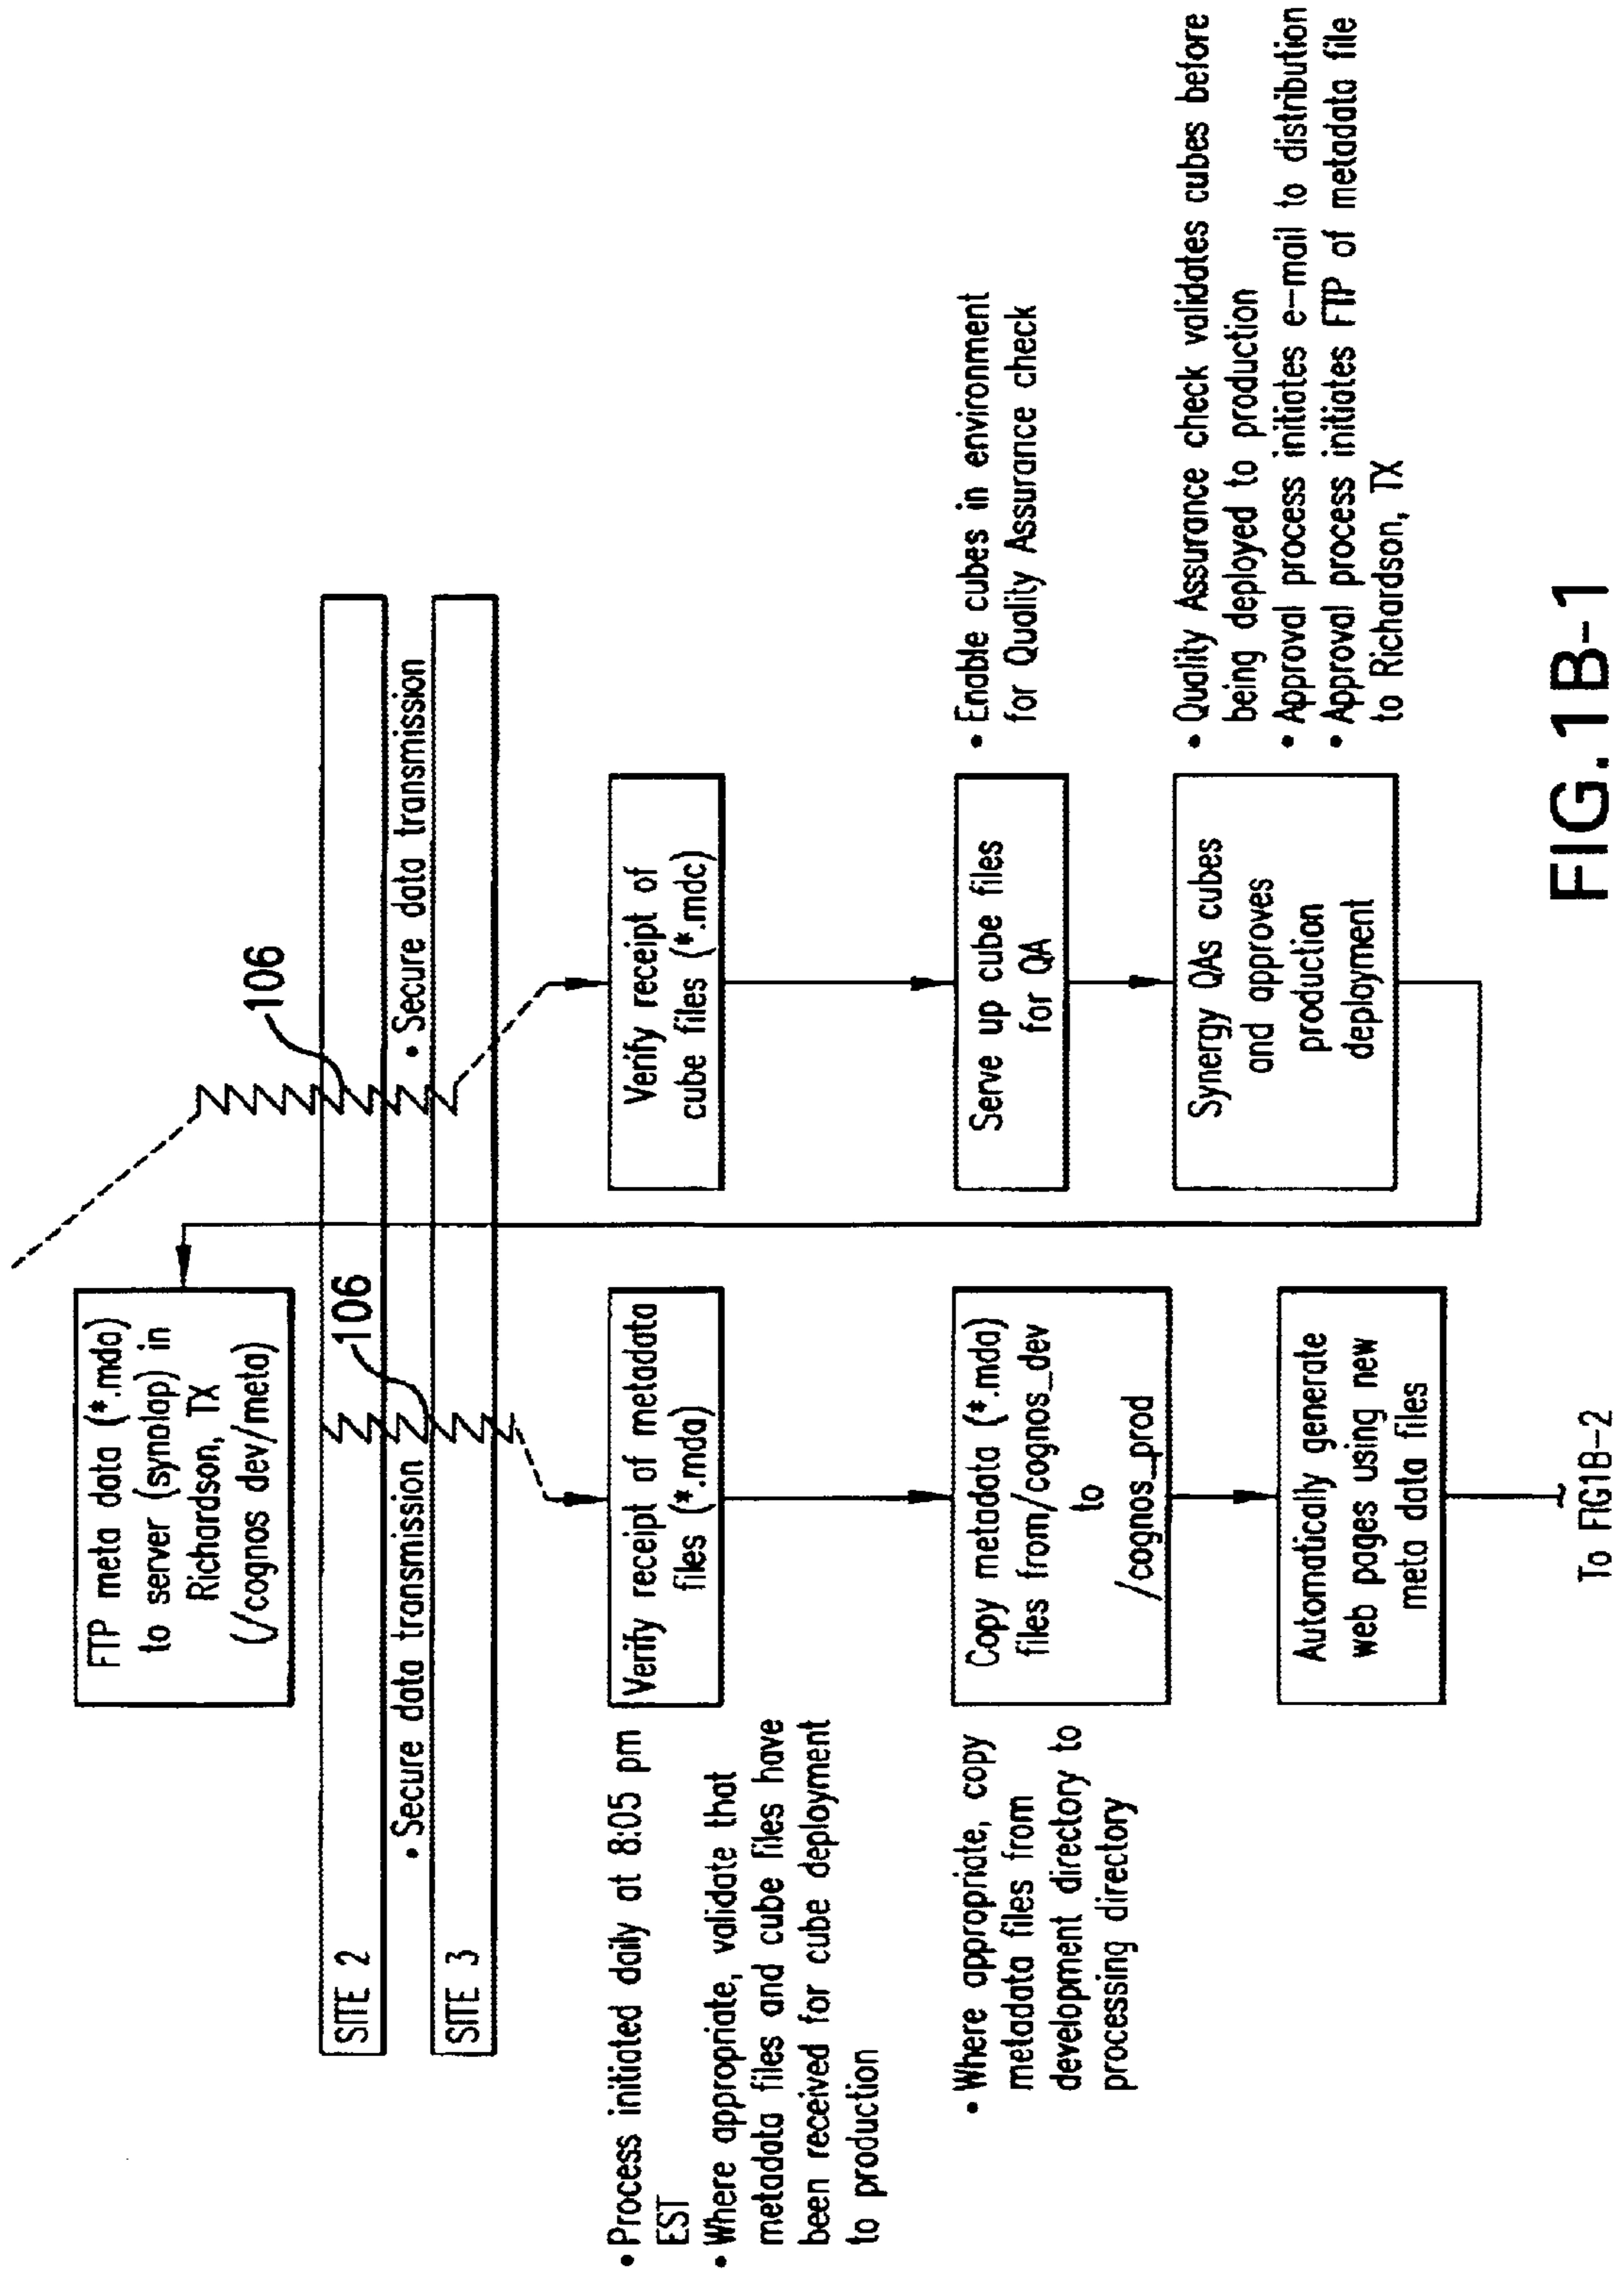 FTP meta data (*.mda)
to server (synolap) in
Richardson, TX
(/cognos dev/meta)
106
106
SITE 2
• Secure data transmission
• Secure data transmission
SITE 3
• Process initiated daily at 8:05 pm
EST
• Where appropriate, validate that
metadata files and cube files have
been received for cube deployment
to production
Verify receipt of metadata
files (*.mda)
Verify receipt of
cube files (*.mdc)
• Where appropriate, copy
metadata files from
development directory to
processing directory
Copy metadata (*.mda)
files from/cognos_dev
to
/cognos_prod
Serve up cube files
for QA
• Enable cubes in environment
for Quality Assurance check
Automatically generate
web pages using new
meta data files
Synergy QAs cubes
and approves
production
deployment
• Quality Assurance check validates cubes before
being deployed to production
• Approval process initiates e-mail to distribution
• Approval process initiates FTP of metadata file
to Richardson, TX
To FIG1B-2
FIG. 1B-1